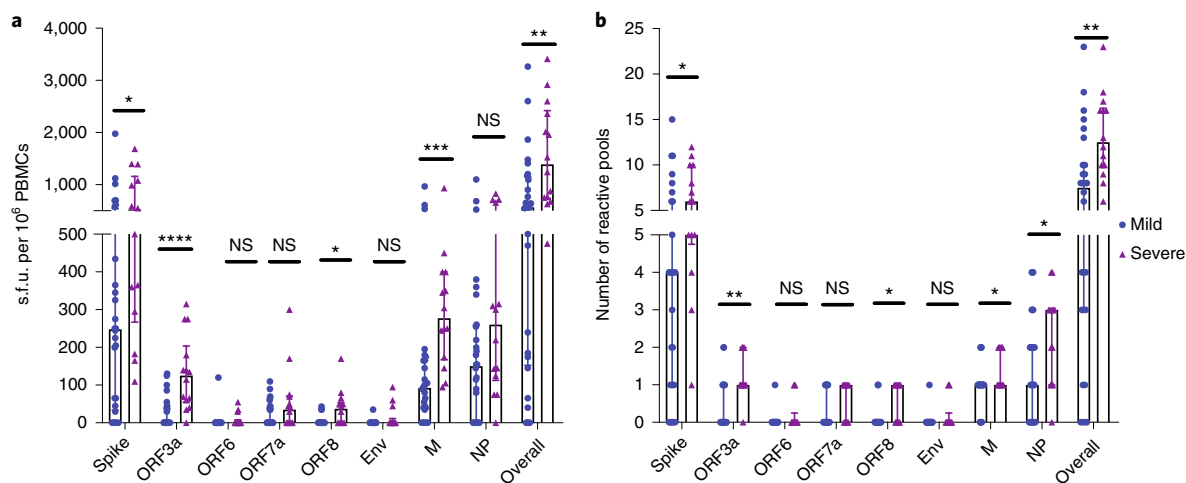 a
s.f.u. per 10⁶ PBMCs
4,000
3,000
2,000
1,000
500
400
300
200
100
0
*
****
NS
NS
*
NS
***
NS
**
Spike
ORF3a
ORF6
ORF7a
ORF8
Env
M
NP
Overall
b
Number of reactive pools
25
20
15
10
5
5
4
3
2
1
0
*
**
NS
NS
*
NS
*
*
**
Spike
ORF3a
ORF6
ORF7a
ORF8
Env
M
NP
Overall
Mild
Severe